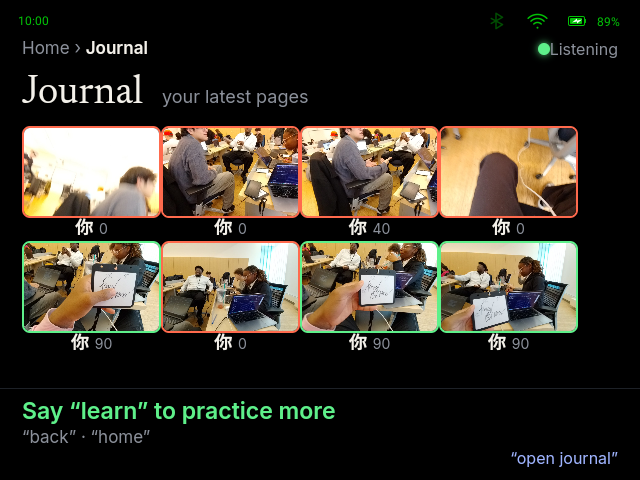 10:00
89%
Home › Journal
Listening
Journal your latest pages
你 0
你 0
你 40
你 0
你 90
你 0
你 90
你 90
Say “learn” to practice more
“back” · “home”
“open journal”